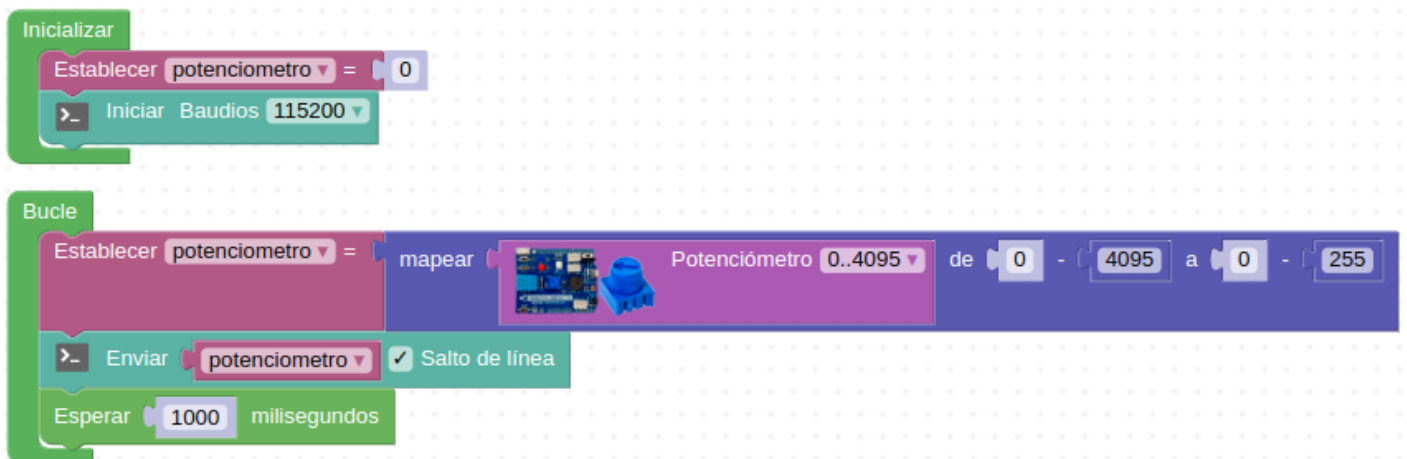 Inicializar
Establecer potenciometro ▾ = 0
>_ Iniciar Baudios 115200 ▾
Bucle
Establecer potenciometro ▾ = mapear Potenciómetro 0..4095 ▾ de 0 - 4095 a 0 - 255
>_ Enviar potenciometro ▾ ✓ Salto de línea
Esperar 1000 milisegundos